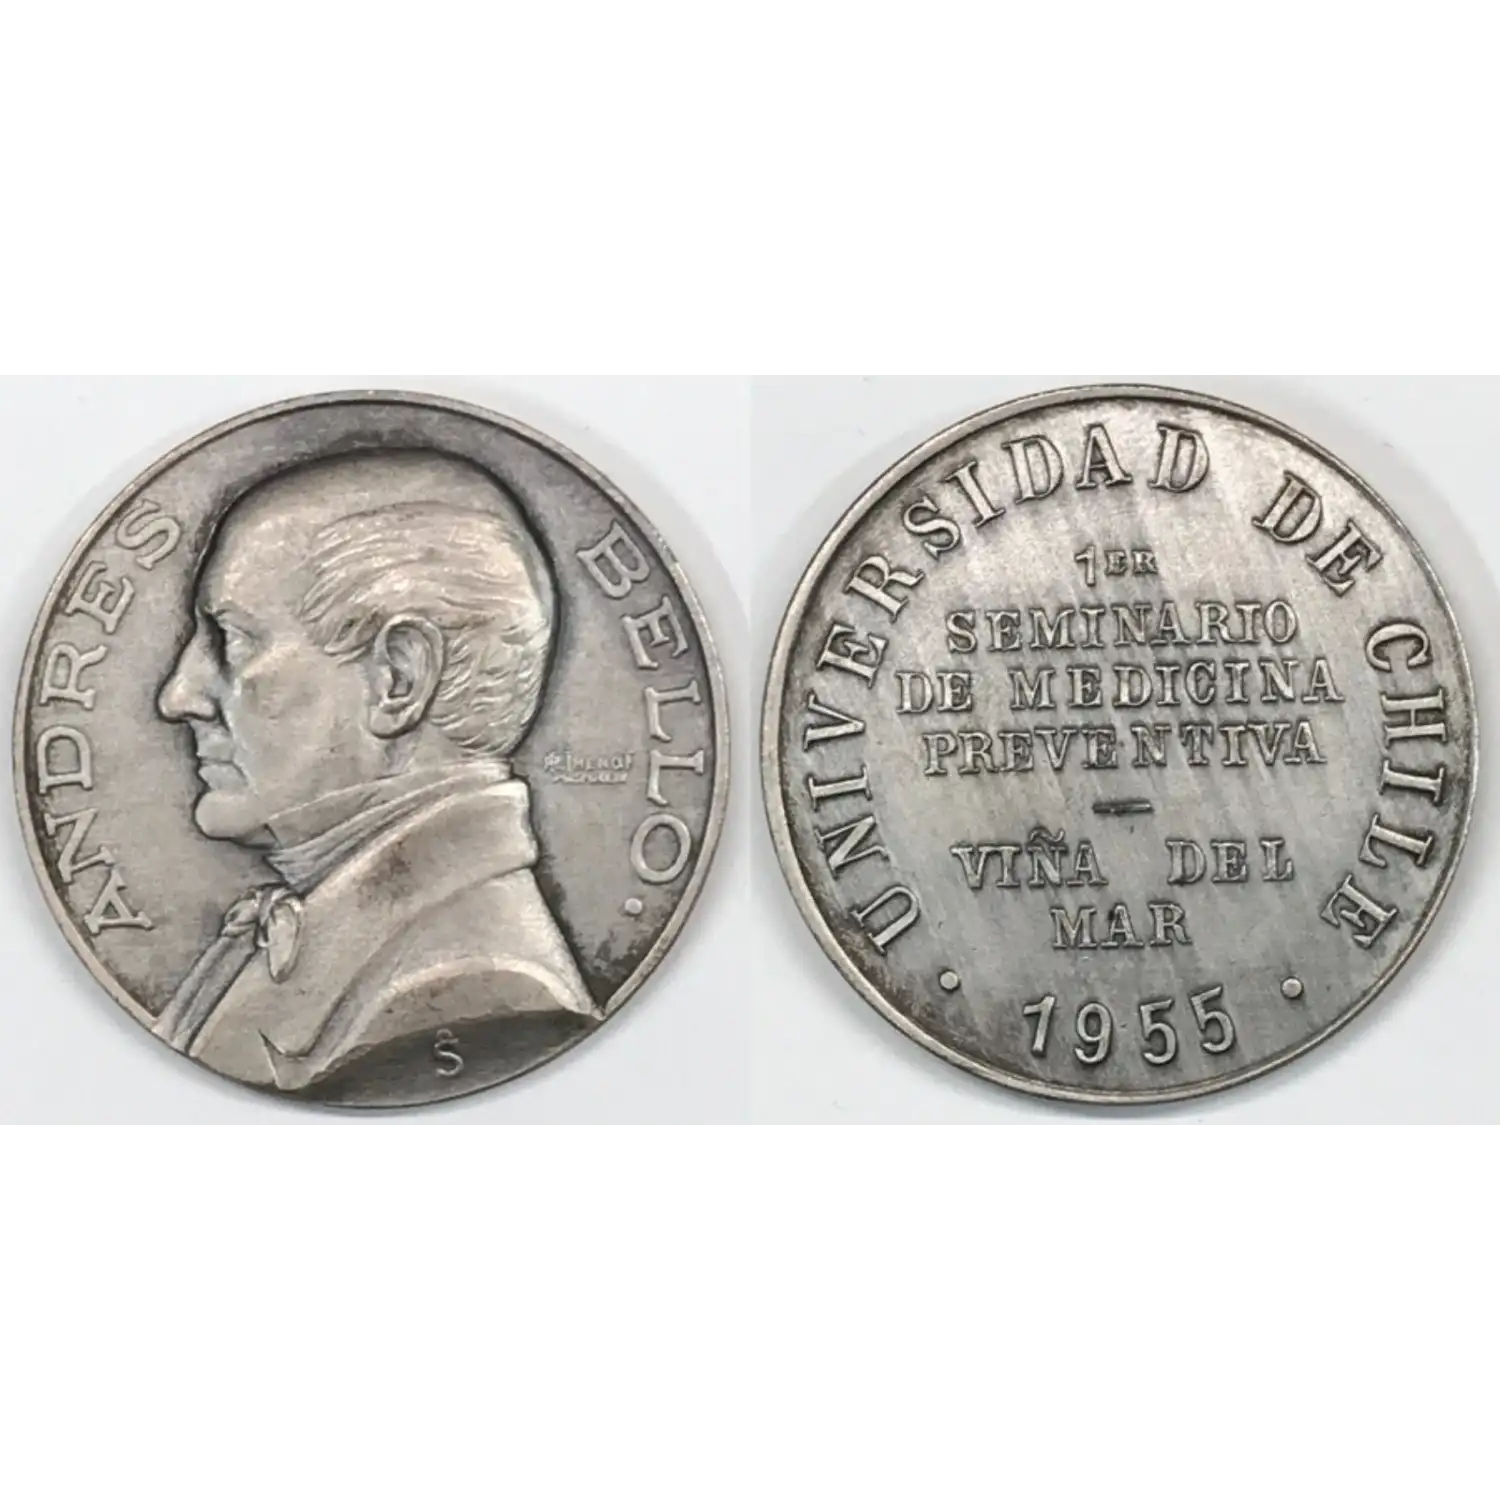 ANDRES BELLO.
S
UNIVERSIDAD DE CHILE
1ER
SEMINARIO
DE MEDICINA
PREVENTIVA
—
VIÑA DEL
MAR
• 1955 •